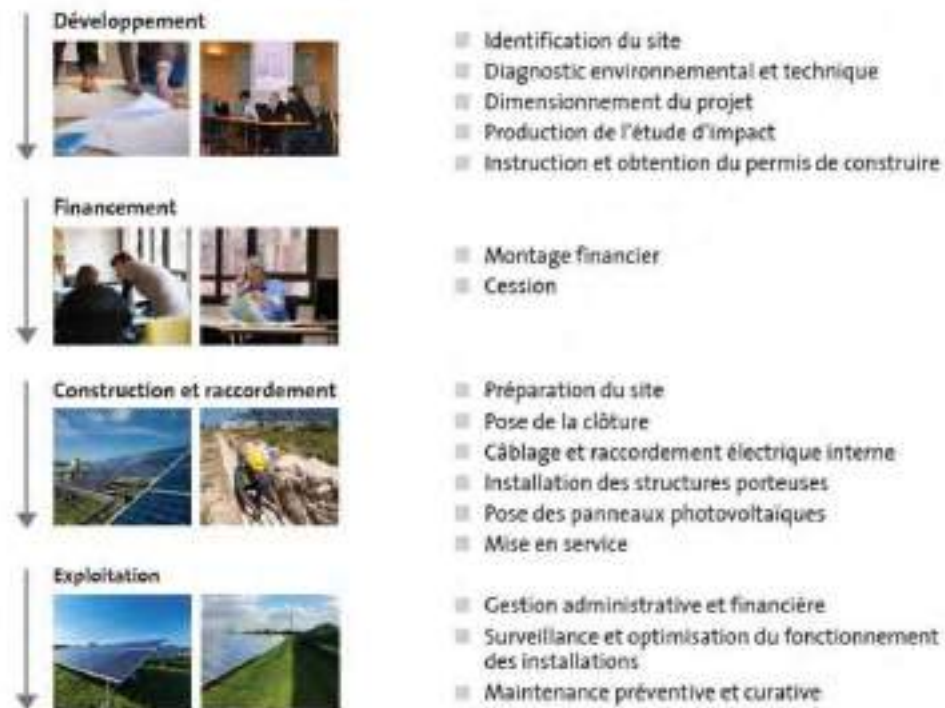 Développement
Identification du site
Diagnostic environnemental et technique
Dimensionnement du projet
Production de l'étude d'impact
Instruction et obtention du permis de construire
Financement
Montage financier
Cession
Construction et raccordement
Préparation du site
Pose de la clôture
Câblage et raccordement électrique interne
Installation des structures porteuses
Pose des panneaux photovoltaïques
Mise en service
Exploitation
Gestion administrative et financière
Surveillance et optimisation du fonctionnement
des installations
Maintenance préventive et curative